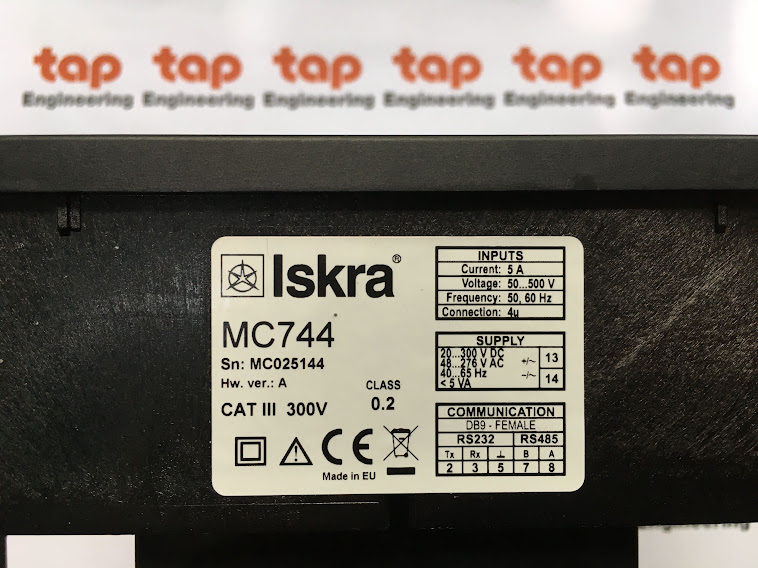 tap tap tap tap tap tap
Engineering Engineering Engineering Engineering Engineering Engineering
Iskra®
MC744
Sn: MC025144
Hw. ver.: A
CLASS
CAT III 300V 0.2
Made in EU
INPUTS
Current: 5 A
Voltage: 50...500 V
Frequency: 50, 60 Hz
Connection: 4u
SUPPLY
20...300 V DC +/~ 13
48...276 V AC
40...65 Hz -/~ 14
< 5 VA
COMMUNICATION
DB9 - FEMALE
RS232 RS485
Tx Rx ⊥ B A
2 3 5 7 8
Engineering